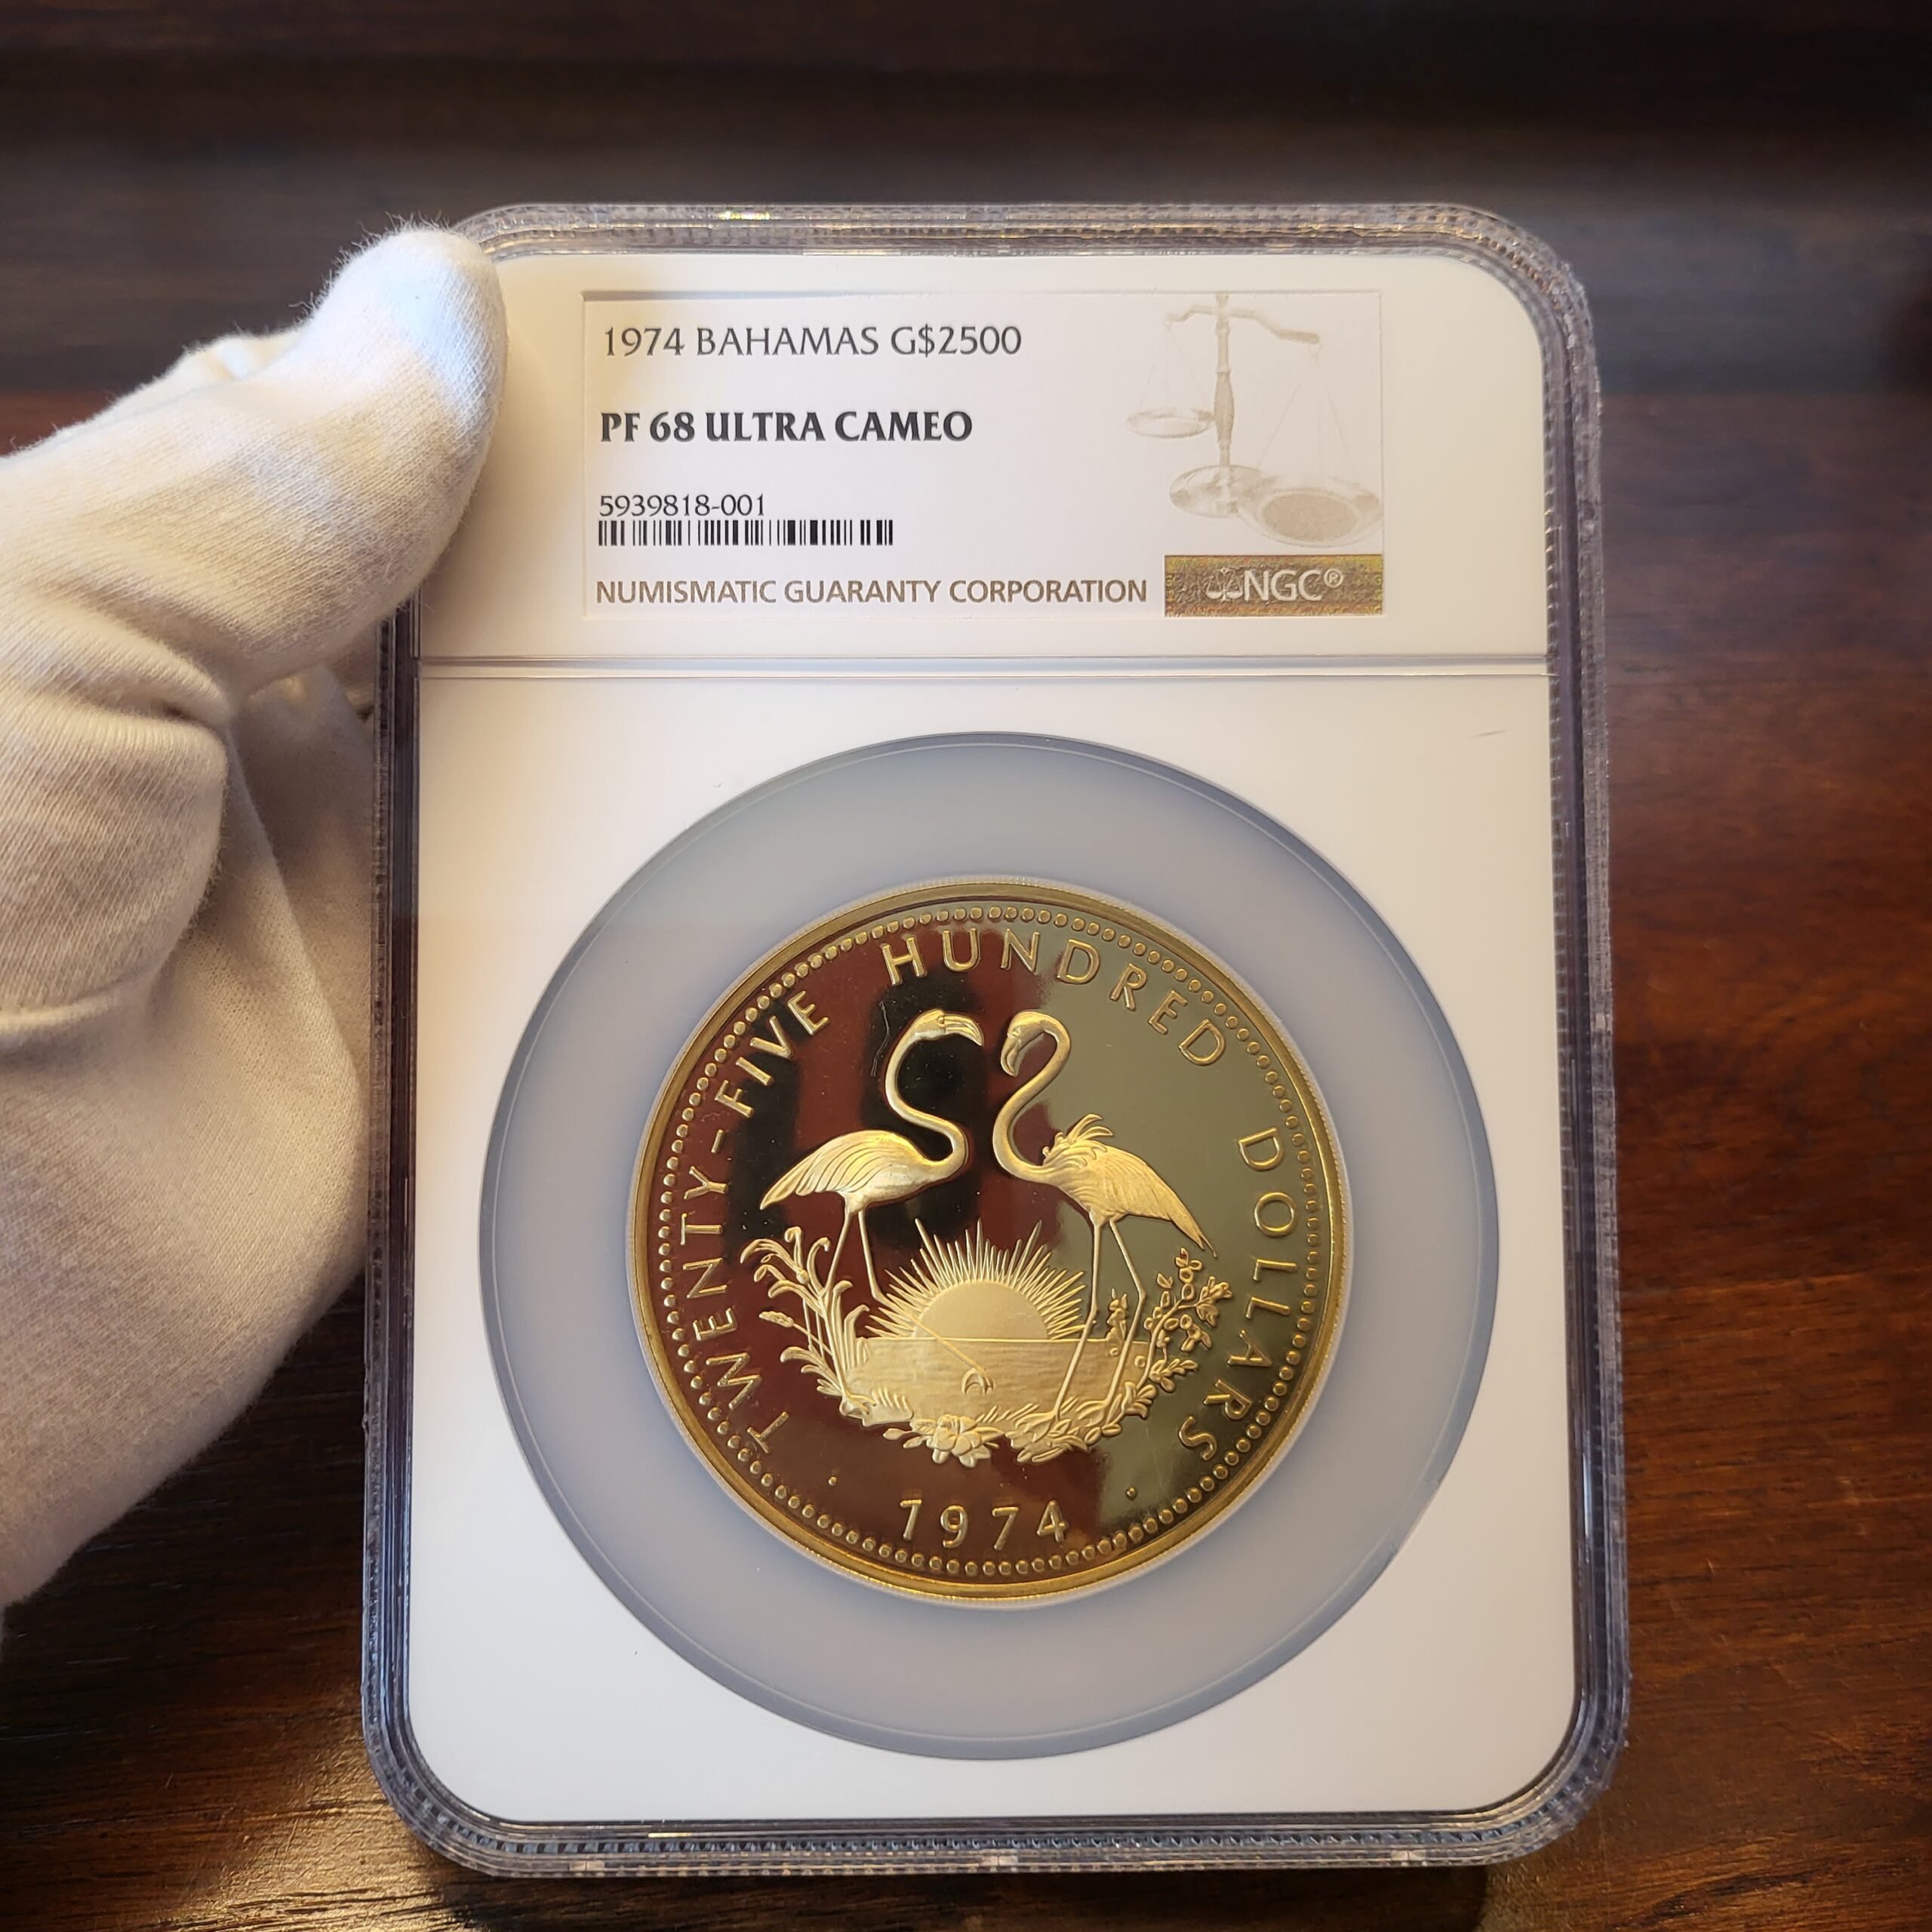 1974 BAHAMAS G$2500
PF 68 ULTRA CAMEO
5939818-001
NUMISMATIC GUARANTY CORPORATION
NGC®
TWENTY-FIVE HUNDRED DOLLARS
· 1974 ·